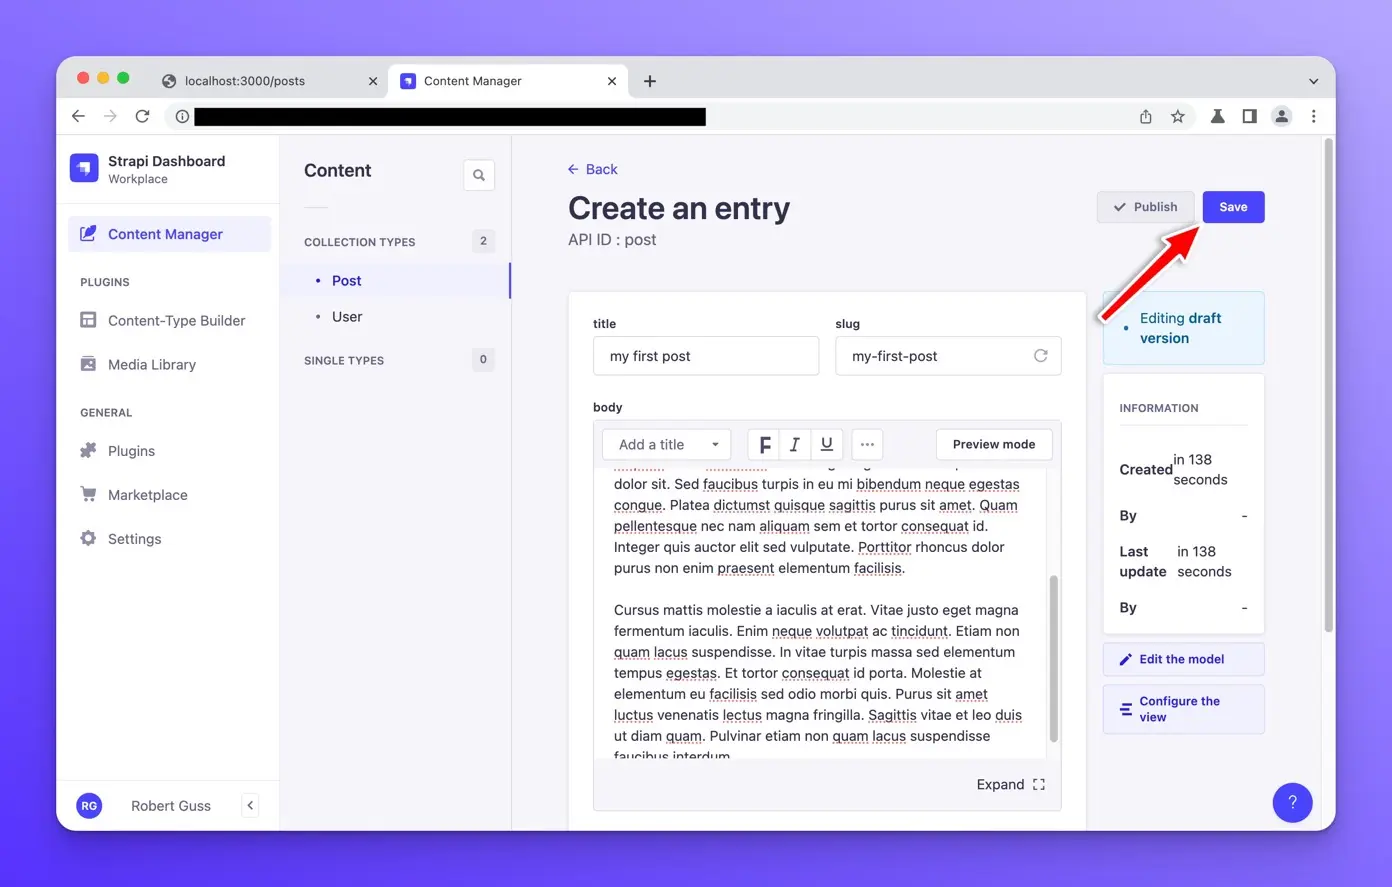 localhost:3000/posts
Content Manager
Strapi Dashboard
Workplace
Content Manager
PLUGINS
Content-Type Builder
Media Library
GENERAL
Plugins
Marketplace
Settings
RG
Robert Guss
Content
COLLECTION TYPES
2
Post
User
SINGLE TYPES
0
Back
Create an entry
API ID : post
Publish
Save
title
my first post
slug
my-first-post
body
Add a title
F I U
Preview mode
dolor sit. Sed faucibus turpis in eu mi bibendum neque egestas
congue. Platea dictumst quisque sagittis purus sit amet. Quam
pellentesque nec nam aliquam sem et tortor consequat id.
Integer quis auctor elit sed vulputate. Porttitor rhoncus dolor
purus non enim praesent elementum facilisis.
Cursus mattis molestie a iaculis at erat. Vitae justo eget magna
fermentum iaculis. Enim neque volutpat ac tincidunt. Etiam non
quam lacus suspendisse. In vitae turpis massa sed elementum
tempus egestas. Et tortor consequat id porta. Molestie at
elementum eu facilisis sed odio morbi quis. Purus sit amet
luctus venenatis lectus magna fringilla. Sagittis vitae et leo duis
ut diam quam. Pulvinar etiam non quam lacus suspendisse
faucibus interdum.
Expand
Editing draft
version
INFORMATION
Created
in 138
seconds
By
-
Last
update
in 138
seconds
By
-
Edit the model
Configure the
view
?